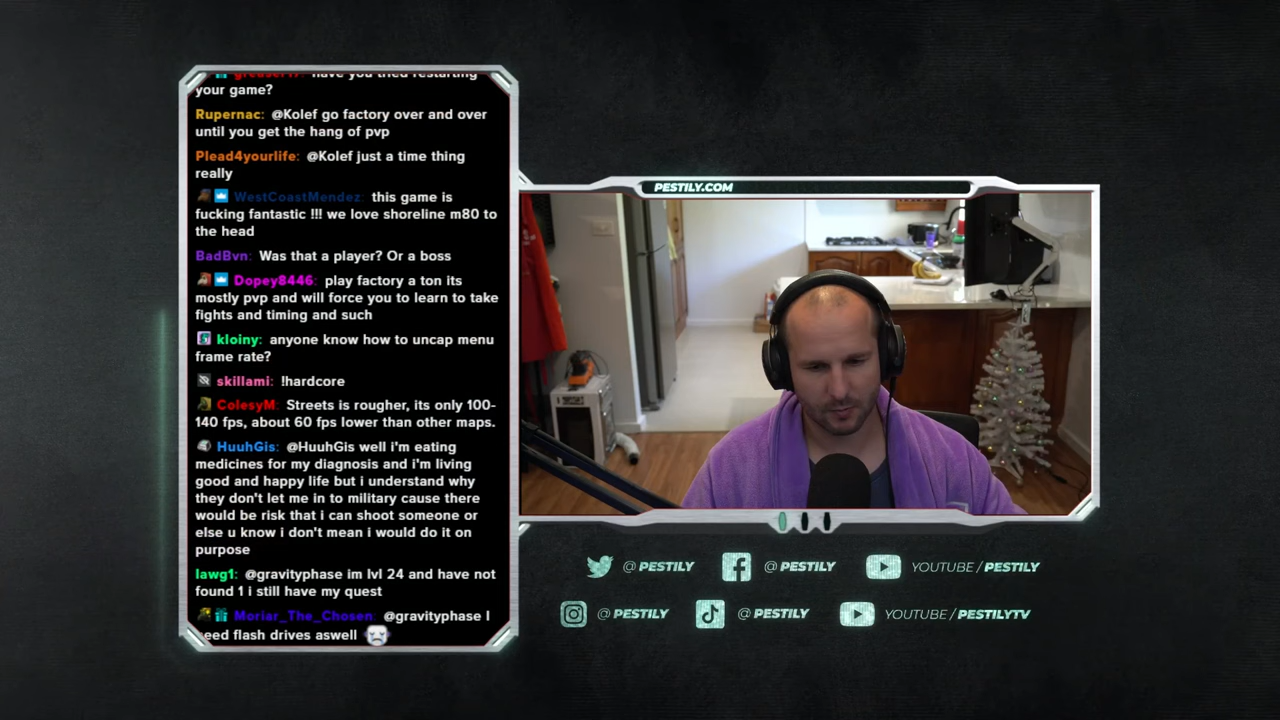 greaser17: have you tried restarting
your game?
Rupernac: @Kolef go factory over and over
until you get the hang of pvp
Plead4yourlife: @Kolef just a time thing
really
WestCoastMendez: this game is
fucking fantastic !!! we love shoreline m80 to
the head
BadBvn: Was that a player? Or a boss
Dopey8446: play factory a ton its
mostly pvp and will force you to learn to take
fights and timing and such
kloiny: anyone know how to uncap menu
frame rate?
skillami: !hardcore
ColesyM: Streets is rougher, its only 100-
140 fps, about 60 fps lower than other maps.
HuuhGis: @HuuhGis well i'm eating
medicines for my diagnosis and i'm living
good and happy life but i understand why
they don't let me in to military cause there
would be risk that i can shoot someone or
else u know i don't mean i would do it on
purpose
lawg1: @gravityphase im lvl 24 and have not
found 1 i still have my quest
Moriar_The_Chosen: @gravityphase I
need flash drives aswell
PESTILY.COM
@PESTILY @PESTILY YOUTUBE/PESTILY
@PESTILY @PESTILY YOUTUBE/PESTILYTV